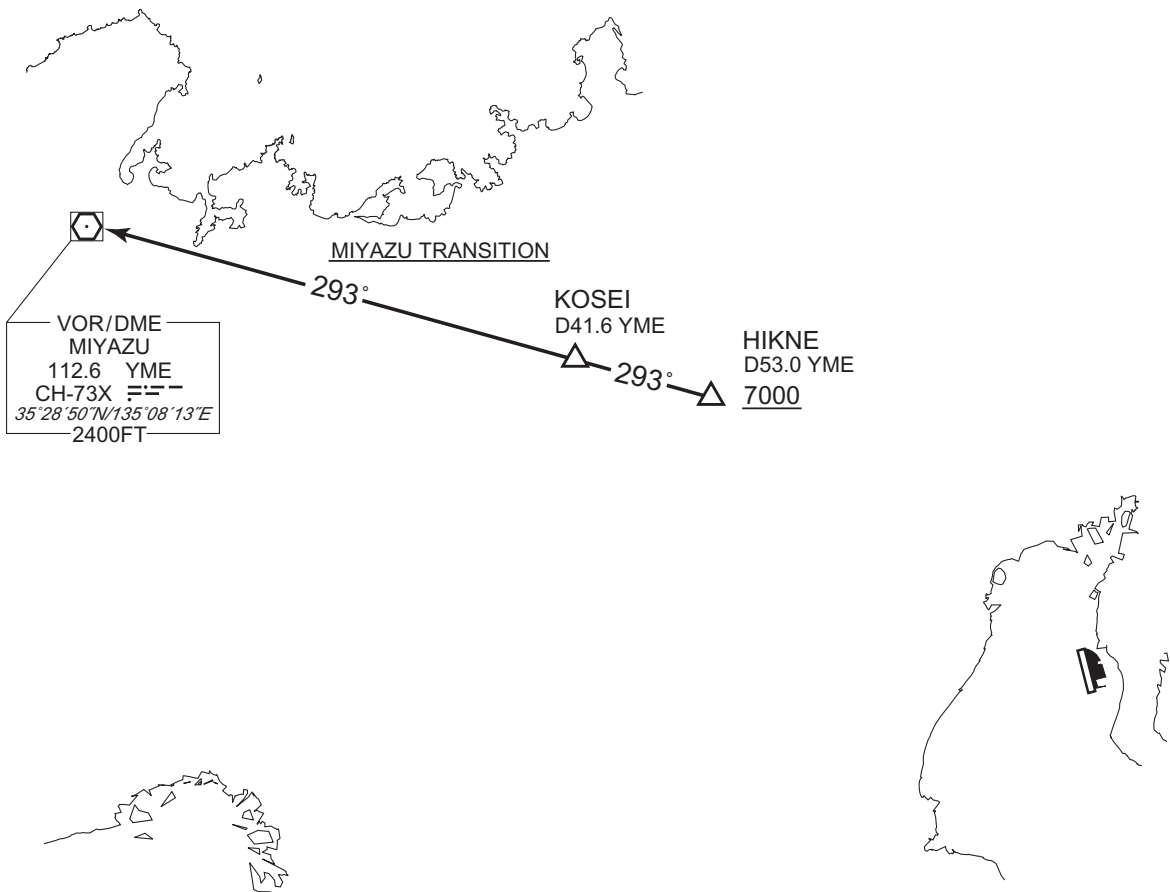 MIYAZU TRANSITION
293°
KOSEI
D41.6 YME
293°
HIKNE
D53.0 YME
7000
VOR/DME
MIYAZU
112.6 YME
CH-73X
35°28′50″N/135°08′13″E
2400FT